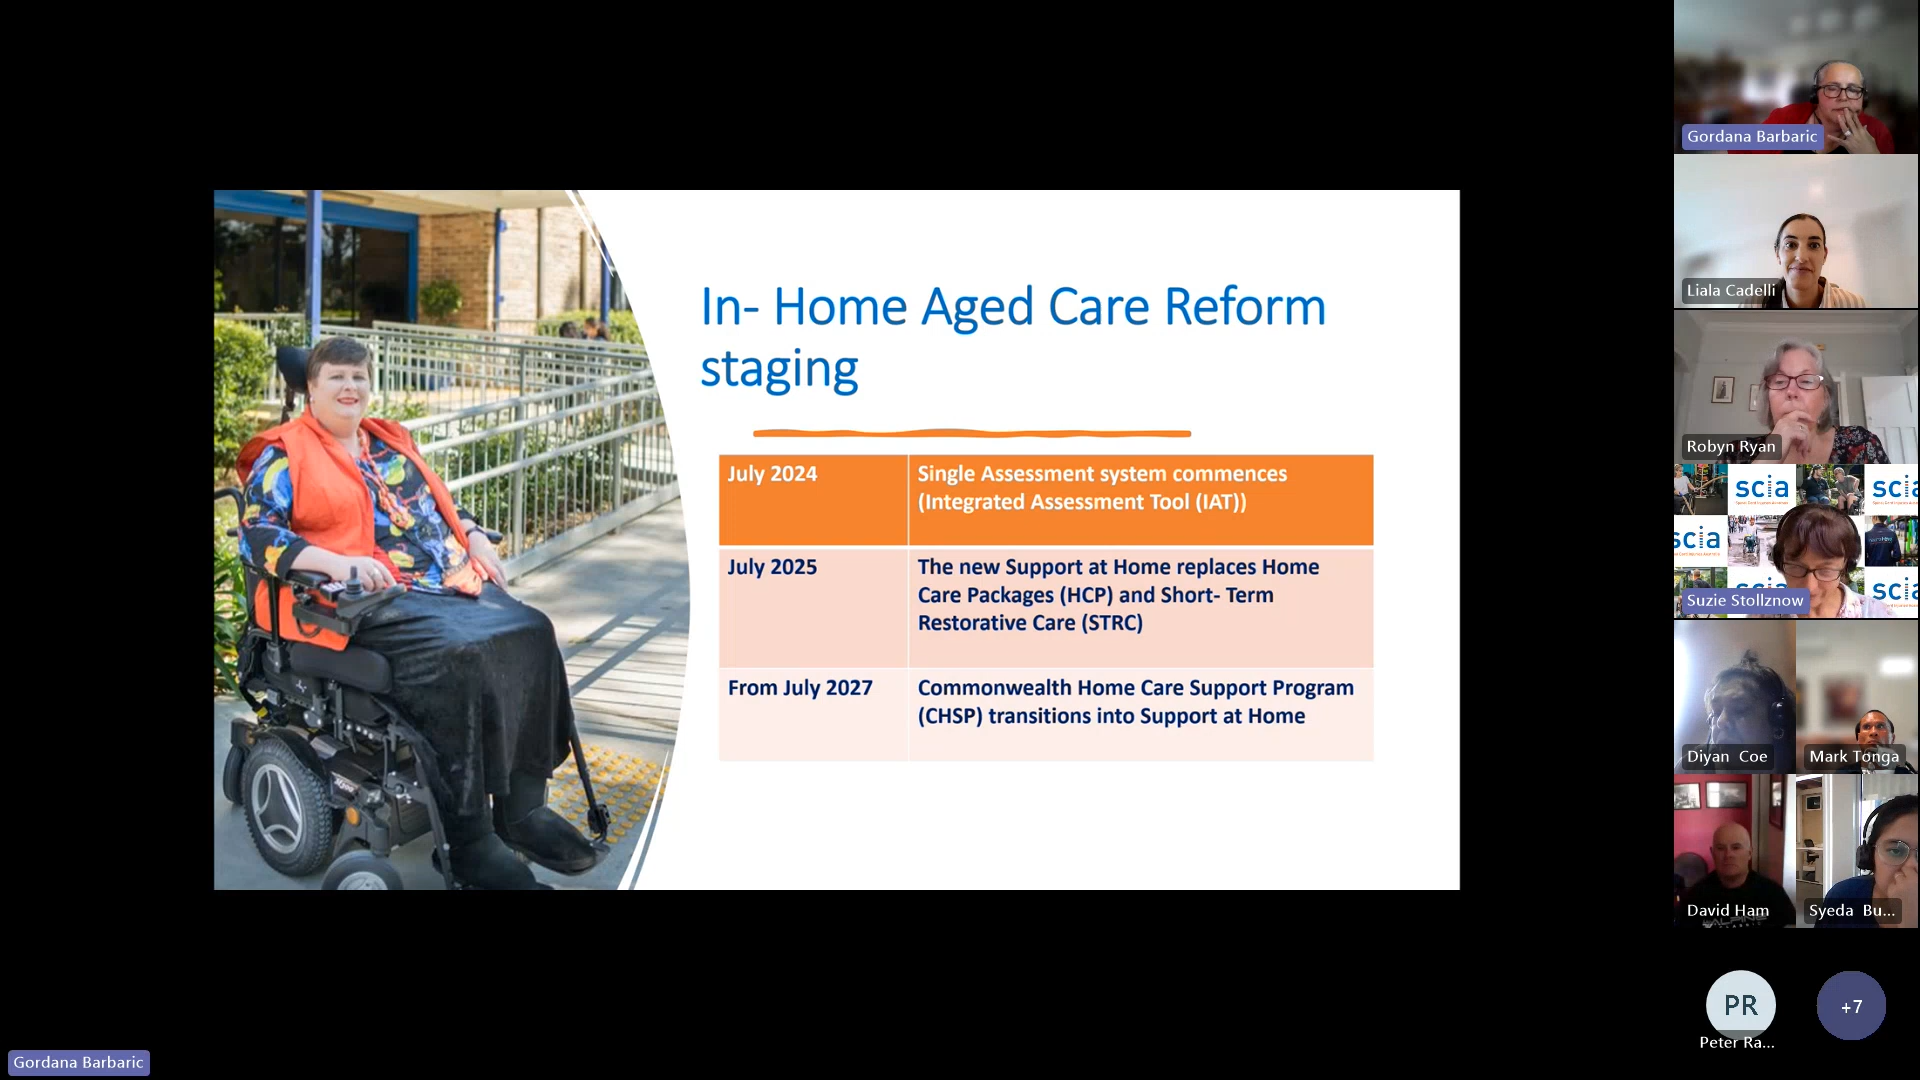 In- Home Aged Care Reform
staging
July 2024
Single Assessment system commences
(Integrated Assessment Tool (IAT))
July 2025
The new Support at Home replaces Home
Care Packages (HCP) and Short- Term
Restorative Care (STRC)
From July 2027
Commonwealth Home Care Support Program
(CHSP) transitions into Support at Home
Gordana Barbaric
Liala Cadelli
Robyn Ryan
scia
scia
scia
scia
Suzie Stollznow
Diyan Coe
Mark Tonga
David Ham
Syeda Bu...
PR
Peter Ra...
+7
Gordana Barbaric